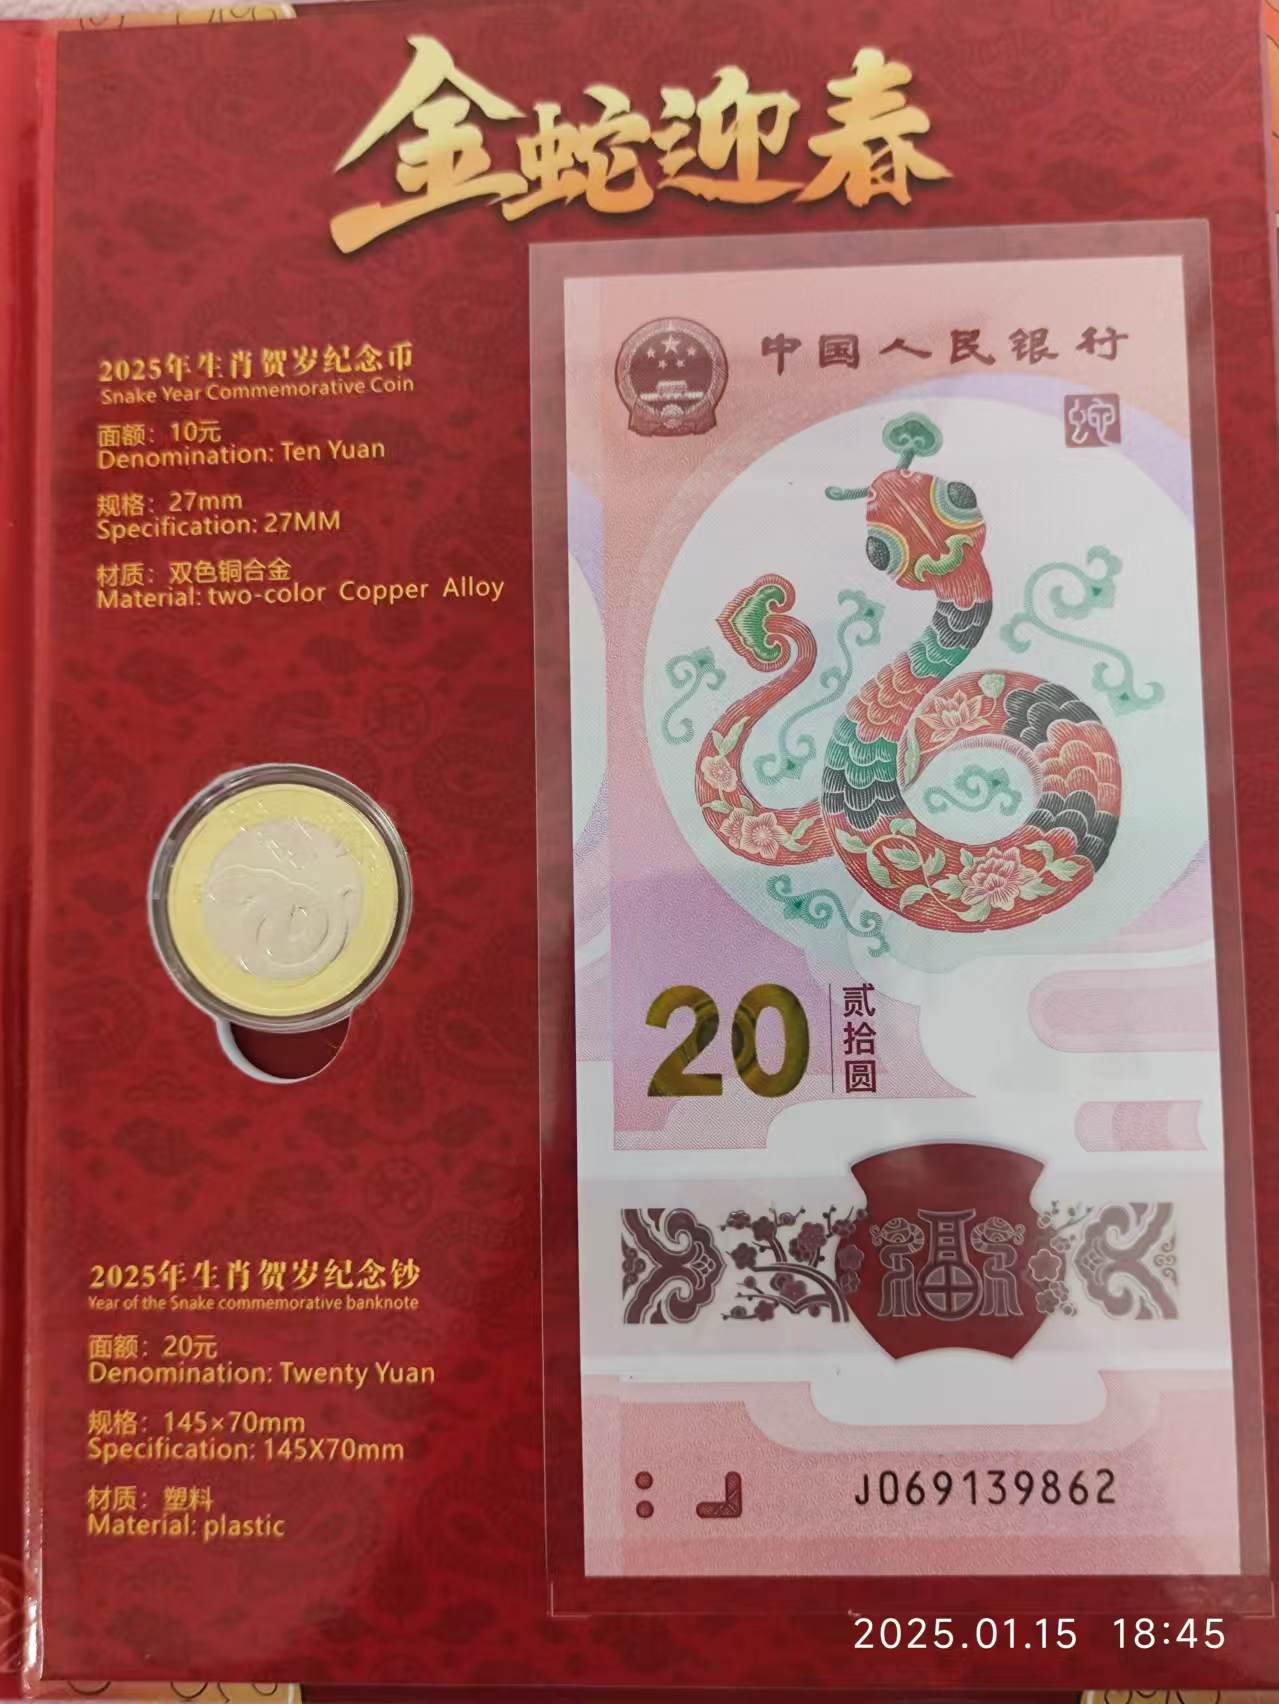 金蛇迎春
2025年生肖贺岁纪念币
Snake Year Commemorative Coin
面额：10元
Denomination: Ten Yuan
规格：27mm
Specification: 27MM
材质：双色铜合金
Material: two-color Copper Alloy
2025年生肖贺岁纪念钞
Year of the Snake commemorative banknote
面额：20元
Denomination: Twenty Yuan
规格：145×70mm
Specification: 145X70mm
材质：塑料
Material: plastic
中国人民银行
蛇
20
贰拾圆
福
J069139862
2025.01.15 18:45